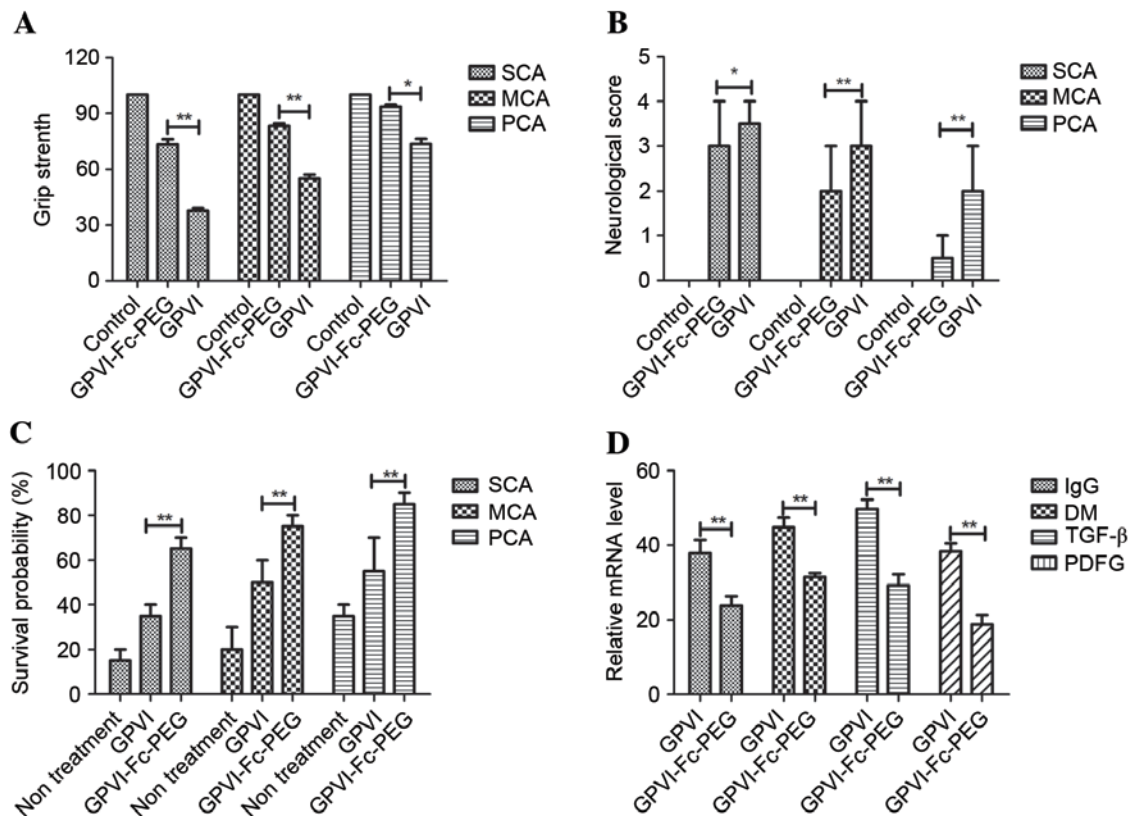 A
Grip strenth
120
90
60
30
0
**
**
*
SCA
MCA
PCA
Control
GPVI-Fc-PEG
GPVI
Control
GPVI-Fc-PEG
GPVI
Control
GPVI-Fc-PEG
GPVI
B
Neurological score
5
4
3
2
1
0
*
**
**
SCA
MCA
PCA
Control
GPVI-Fc-PEG
GPVI
Control
GPVI-Fc-PEG
GPVI
Control
GPVI-Fc-PEG
GPVI
C
Survival probability (%)
100
80
60
40
20
0
**
**
**
SCA
MCA
PCA
Non treatment
GPVI
GPVI-Fc-PEG
Non treatment
GPVI
GPVI-Fc-PEG
Non treatment
GPVI
GPVI-Fc-PEG
D
Relative mRNA level
60
40
20
0
**
**
**
**
IgG
DM
TGF-β
PDFG
GPVI
GPVI-Fc-PEG
GPVI
GPVI-Fc-PEG
GPVI
GPVI-Fc-PEG
GPVI
GPVI-Fc-PEG